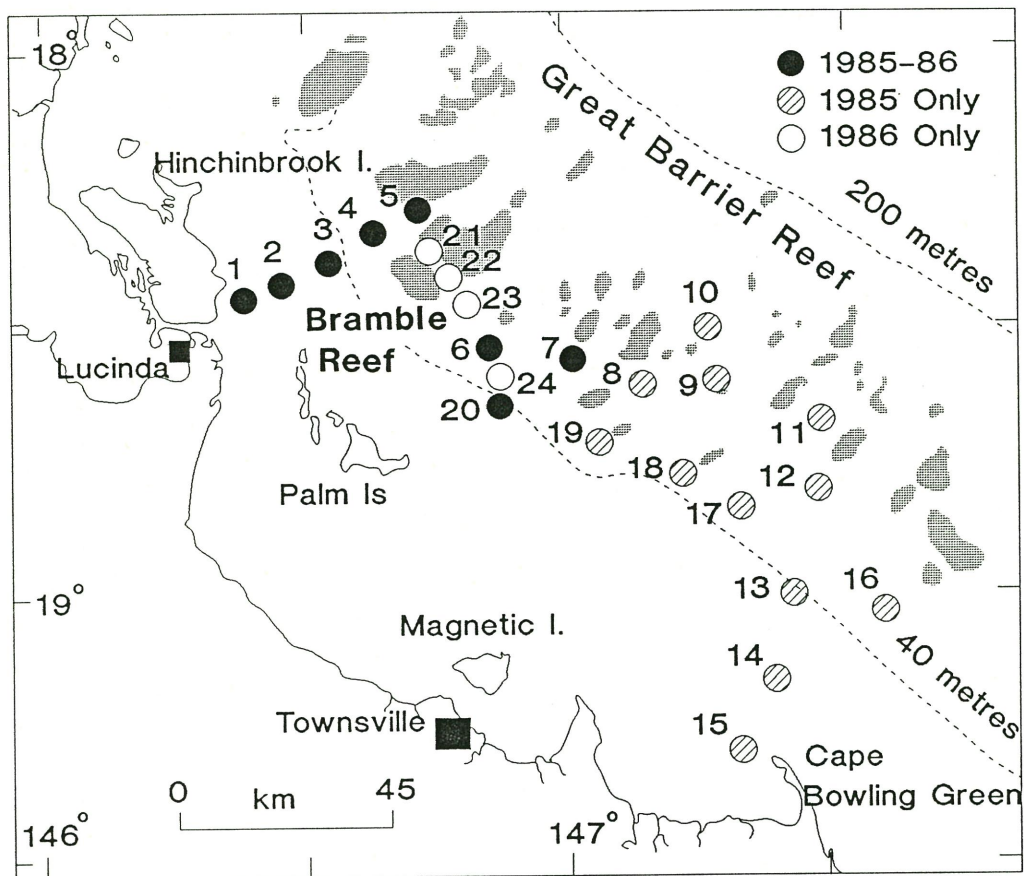 18°
1985-86
1985 Only
1986 Only
Great Barrier Reef
200 metres
Hinchinbrook I.
5
4
3
2
1
21
22
23
10
Bramble
Reef
Lucinda
6
7
8
9
24
20
19
11
18
12
17
Palm Is
13
16
19°
Magnetic I.
40 metres
14
Townsville
15
Cape
Bowling Green
0 km 45
146°
147°